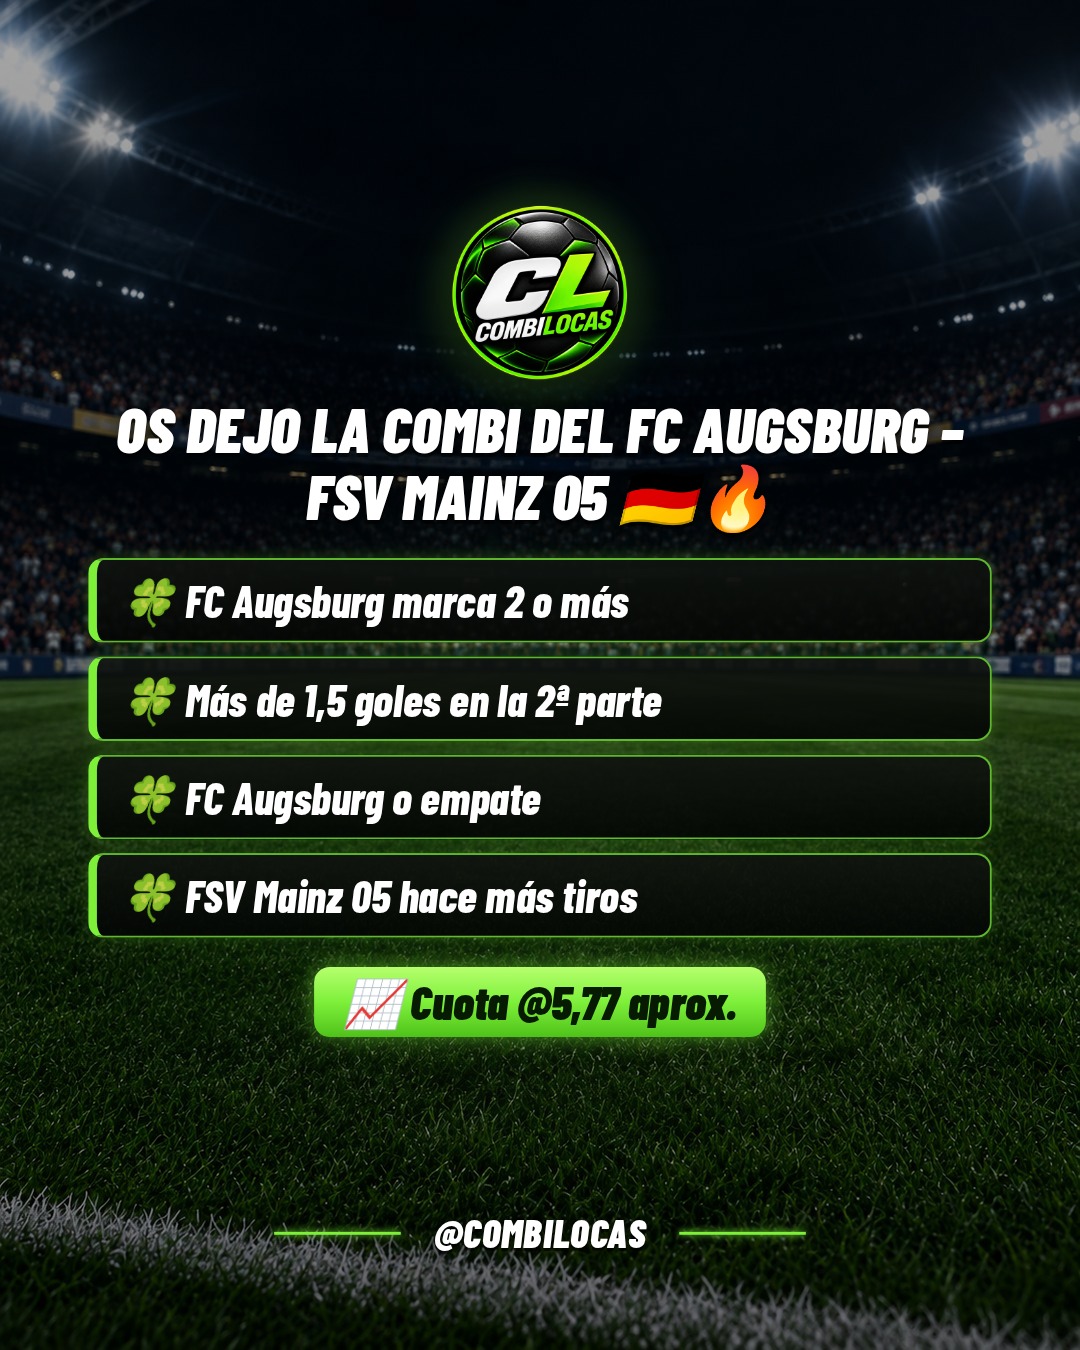 CL
COMBILOCAS
OS DEJO LA COMBI DEL FC AUGSBURG -
FSV MAINZ 05 🇩🇪🔥
🍀 FC Augsburg marca 2 o más
🍀 Más de 1,5 goles en la 2ª parte
🍀 FC Augsburg o empate
🍀 FSV Mainz 05 hace más tiros
📈 Cuota @5,77 aprox.
@COMBILOCAS